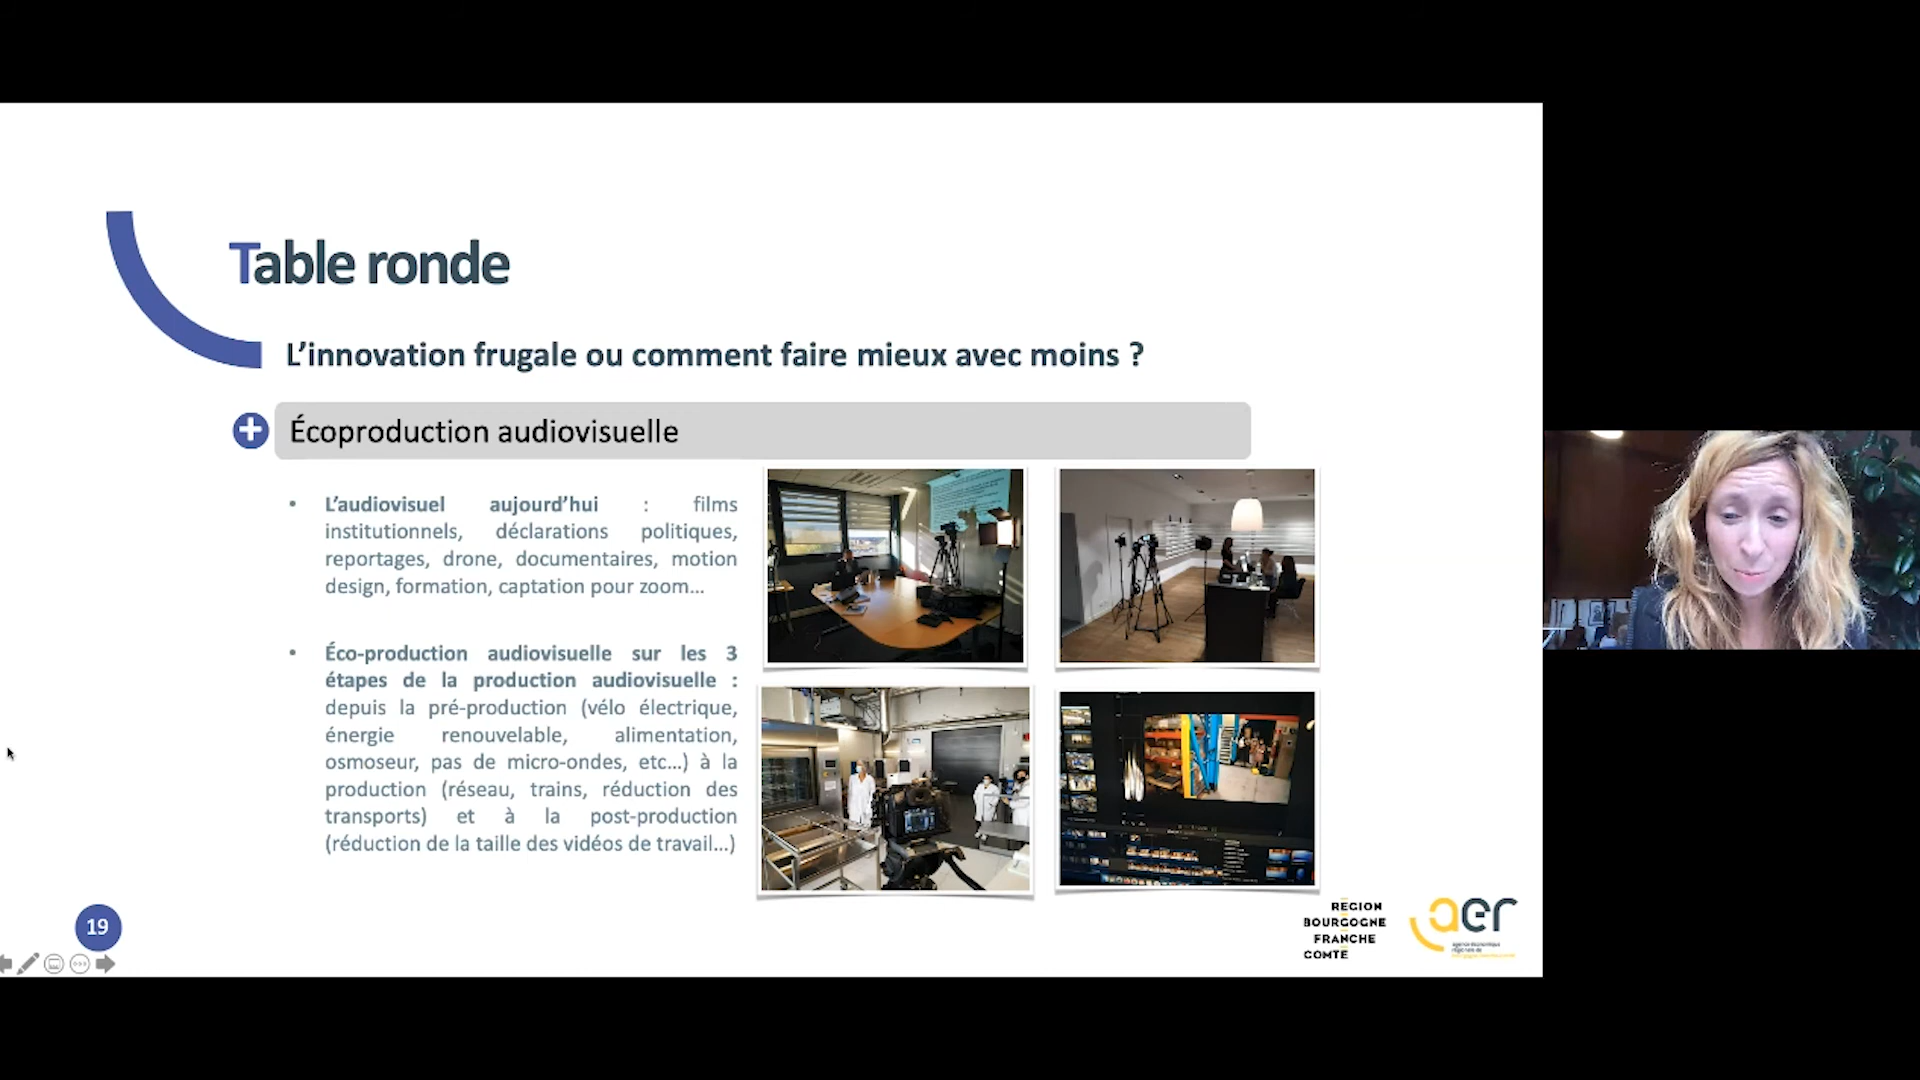 Table ronde
L’innovation frugale ou comment faire mieux avec moins ?
Écoproduction audiovisuelle
• L’audiovisuel aujourd’hui : films
institutionnels, déclarations politiques,
reportages, drone, documentaires, motion
design, formation, captation pour zoom...
• Éco-production audiovisuelle sur les 3
étapes de la production audiovisuelle :
depuis la pré-production (vélo électrique,
énergie renouvelable, alimentation,
osmoseur, pas de micro-ondes, etc...) à la
production (réseau, trains, réduction des
transports) et à la post-production
(réduction de la taille des vidéos de travail...)
19
REGION
BOURGOGNE
FRANCHE
COMTE
aer
agence économique
régionale de